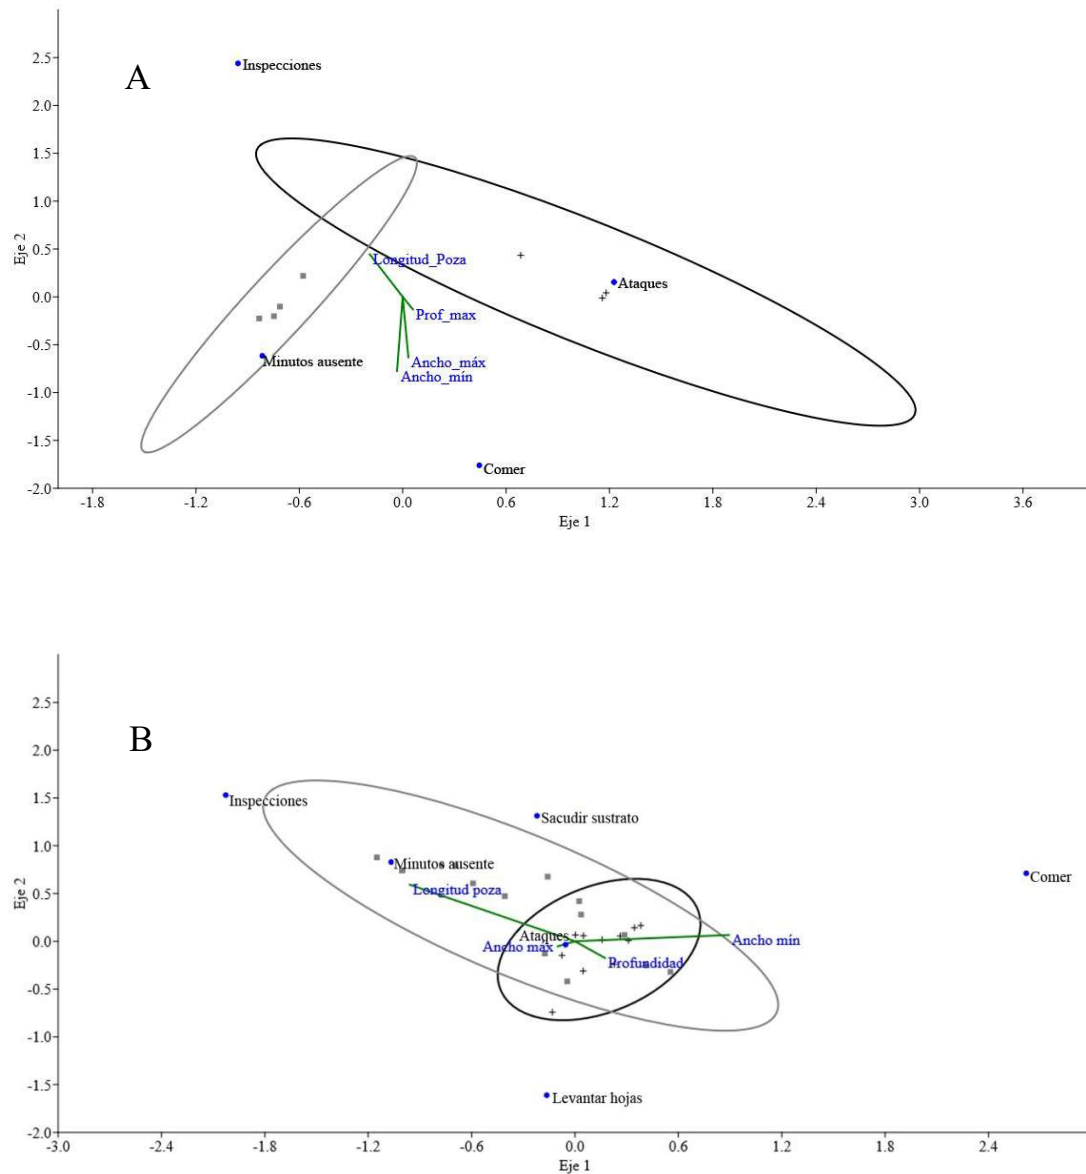 A
2.5
2.0
1.5
1.0
0.5
0.0
-0.5
-1.0
-1.5
-2.0
Eje 2
Inspecciones
Longitud_Poza
Ataques
Prof_max
Minutos ausente
Ancho_máx
Ancho_mín
Comer
-1.8 -1.2 -0.6 0.0 0.6 1.2 1.8 2.4 3.0 3.6
Eje 1
B
2.5
2.0
1.5
1.0
0.5
0.0
-0.5
-1.0
-1.5
-2.0
Eje 2
Inspecciones
Sacudir sustrato
Minutos ausente
Longitud poza
Comer
Ataques
Ancho máx
Ancho mín
Profundidad
Levantar hojas
-3.0 -2.4 -1.8 -1.2 -0.6 0.0 0.6 1.2 1.8 2.4
Eje 1